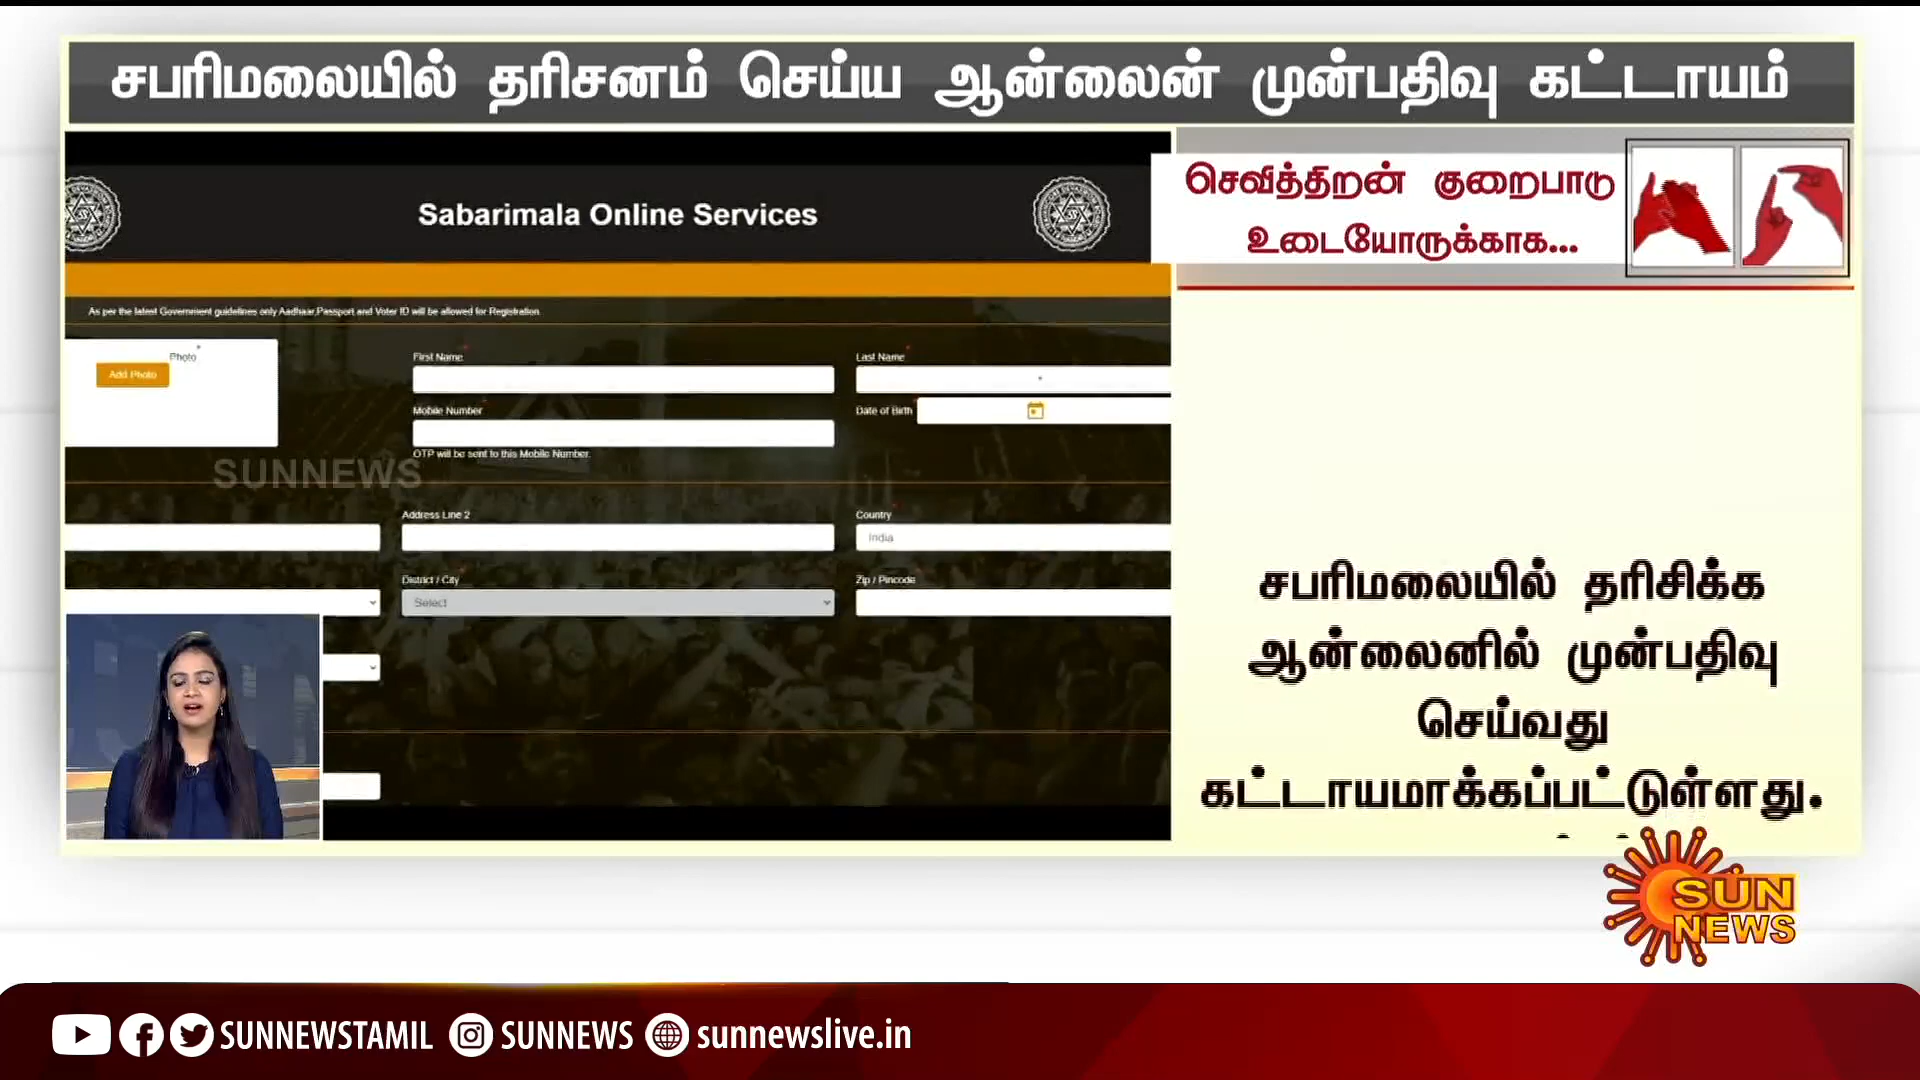 சபரிமலையில் தரிசனம் செய்ய ஆன்லைன் முன்பதிவு கட்டாயம்
செவித்திறன் குறைபாடு
உடையோருக்காக...
Sabarimala Online Services
As per the latest Government guidelines only Aadhaar,Passport and Voter ID will be allowed for Registration
Photo *
Add Photo
First Name
Last Name
Mobile Number
Date of Birth
OTP will be sent to this Mobile Number.
SUNNEWS
Address Line 2
Country
India
District / City
Zip / Pincode
Select
சபரிமலையில் தரிசிக்க
ஆன்லைனில் முன்பதிவு
செய்வது
கட்டாயமாக்கப்பட்டுள்ளது.
SUN
NEWS
SUNNEWSTAMIL SUNNEWS sunnewslive.in